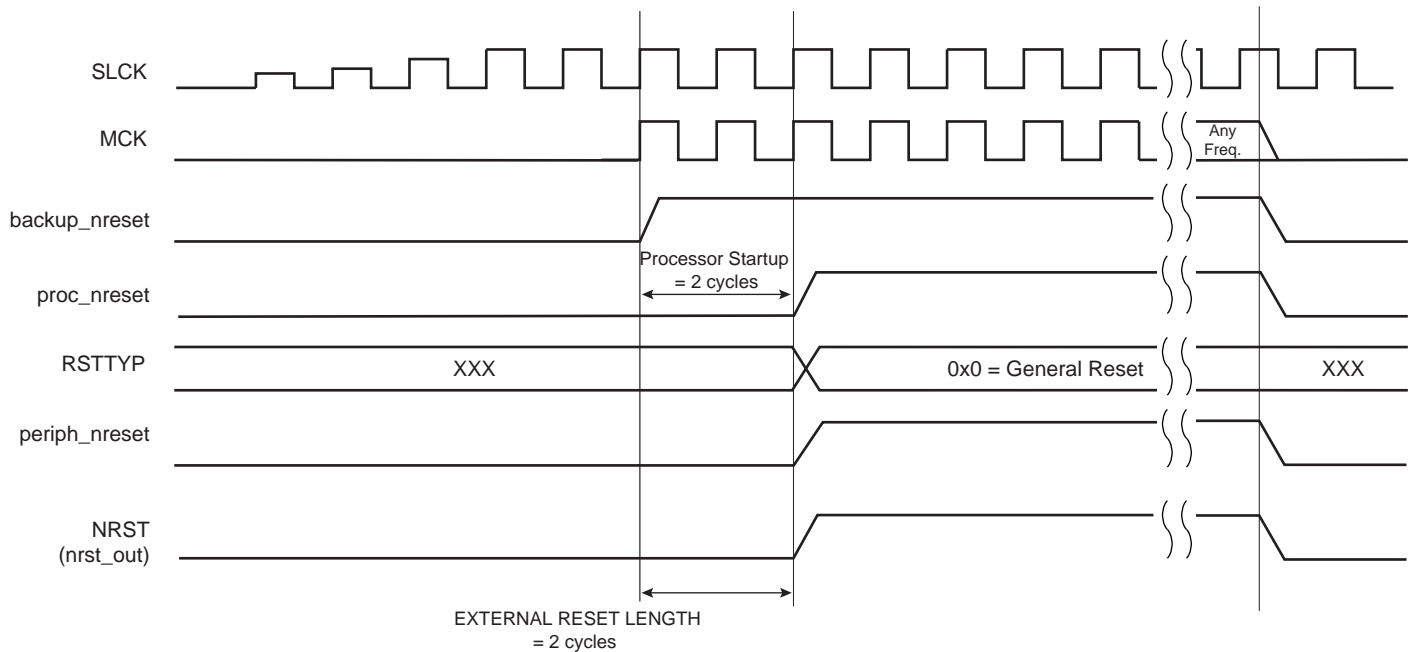 SLCK
MCK
Any
Freq.
backup_nreset
Processor Startup
= 2 cycles
proc_nreset
RSTTYP
XXX
0x0 = General Reset
XXX
periph_nreset
NRST
(nrst_out)
EXTERNAL RESET LENGTH
= 2 cycles